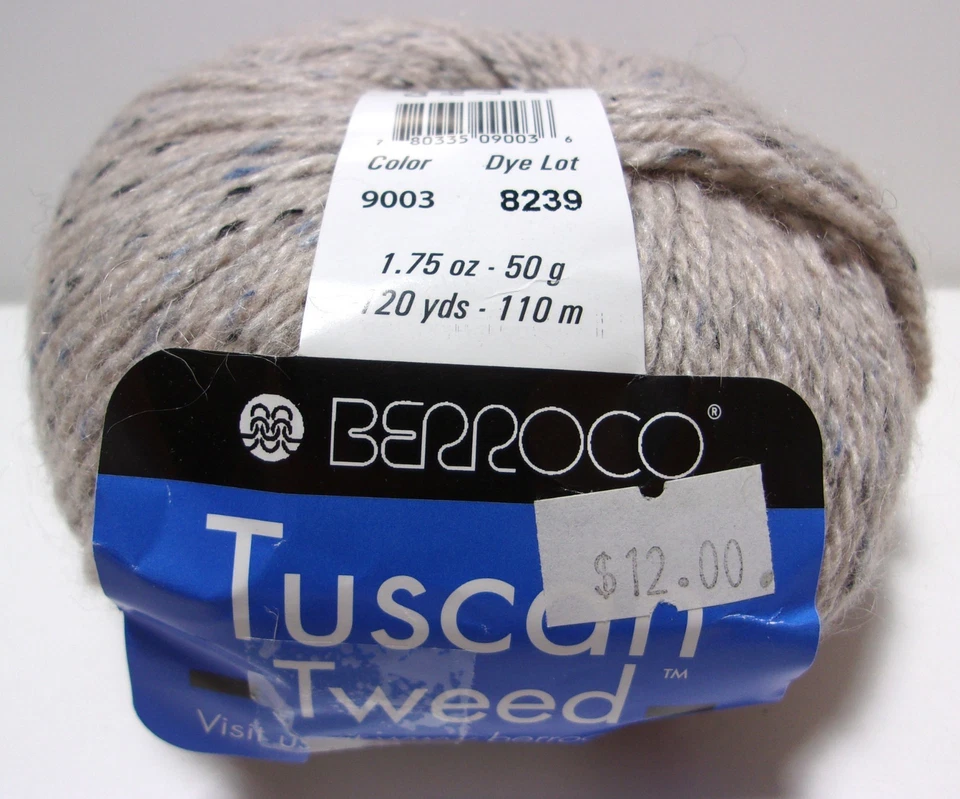 7 80335 09003 6
Color Dye Lot
9003 8239
1.75 oz - 50 g
120 yds - 110 m
BERROCO®
$12.00
Tuscan
Tweed™
Visit